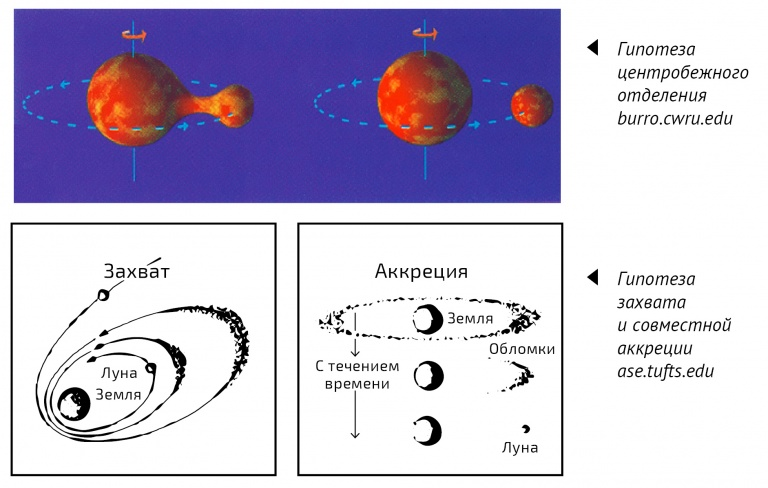 Гипотеза
центробежного
отделения
burro.cwru.edu
Захват
Луна
Земля
Аккреция
Земля
Обломки
С течением
времени
Луна
Гипотеза
захвата
и совместной
аккреции
ase.tufts.edu